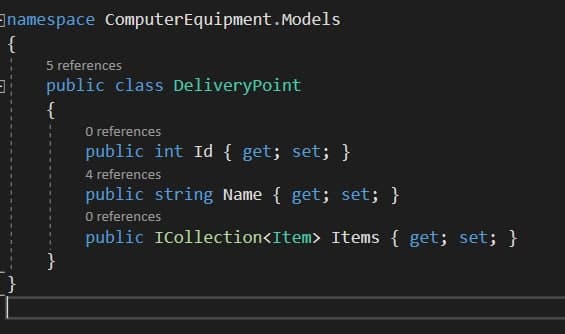 namespace ComputerEquipment.Models
{
5 references
public class DeliveryPoint
{
0 references
public int Id { get; set; }
4 references
public string Name { get; set; }
0 references
public ICollection<Item> Items { get; set; }
}
}